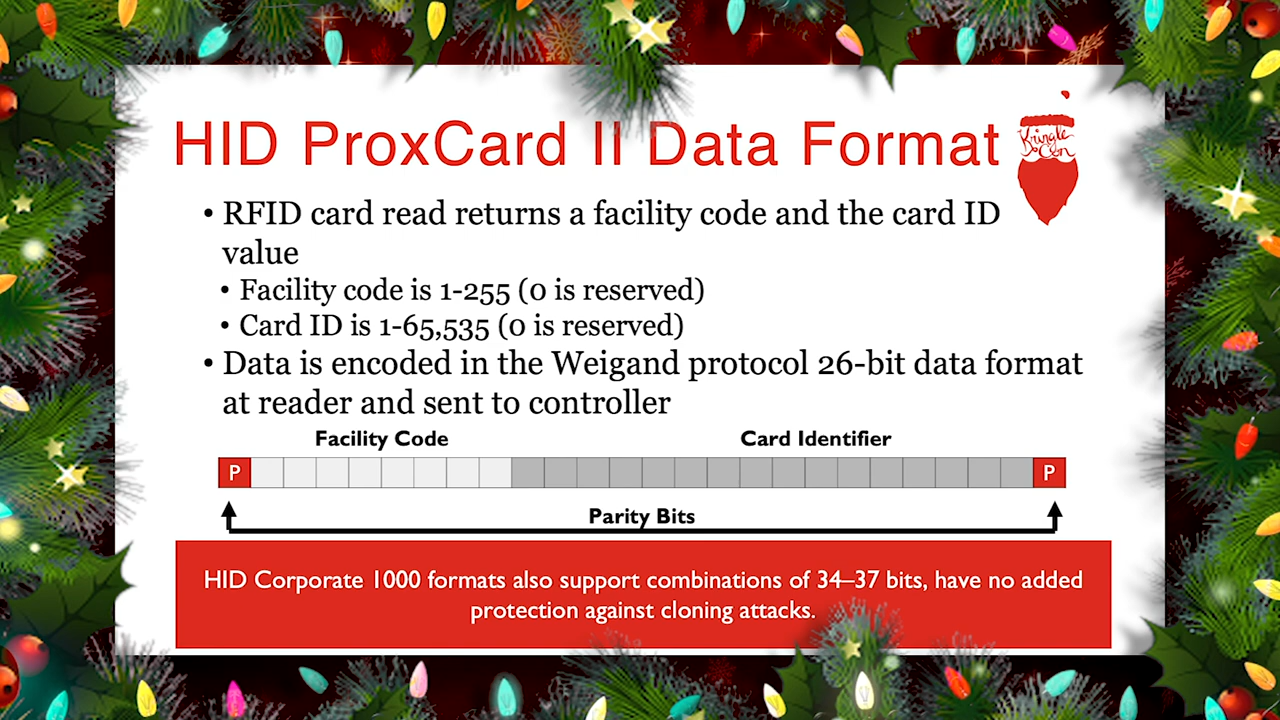 HID ProxCard II Data Format
Kringle
Con
• RFID card read returns a facility code and the card ID
value
• Facility code is 1-255 (0 is reserved)
• Card ID is 1-65,535 (0 is reserved)
• Data is encoded in the Weigand protocol 26-bit data format
at reader and sent to controller
Facility Code Card Identifier
P P
Parity Bits
HID Corporate 1000 formats also support combinations of 34–37 bits, have no added
protection against cloning attacks.